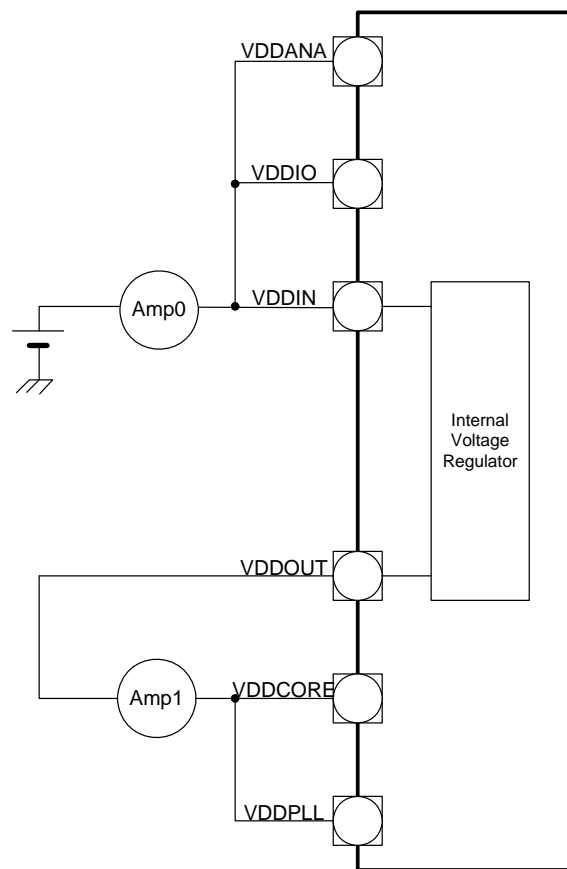 VDDANA
VDDIO
Amp0
VDDIN
Internal
Voltage
Regulator
VDDOUT
Amp1
VDDCORE
VDDPLL